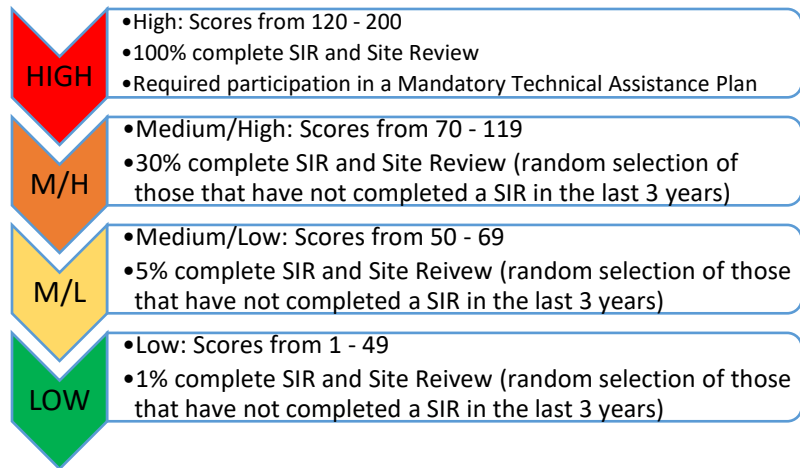 HIGH
•High: Scores from 120 - 200
•100% complete SIR and Site Review
•Required participation in a Mandatory Technical Assistance Plan
M/H
•Medium/High: Scores from 70 - 119
•30% complete SIR and Site Review (random selection of
those that have not completed a SIR in the last 3 years)
M/L
•Medium/Low: Scores from 50 - 69
•5% complete SIR and Site Reivew (random selection of those
that have not completed a SIR in the last 3 years)
LOW
•Low: Scores from 1 - 49
•1% complete SIR and Site Reivew (random selection of those
that have not completed a SIR in the last 3 years)